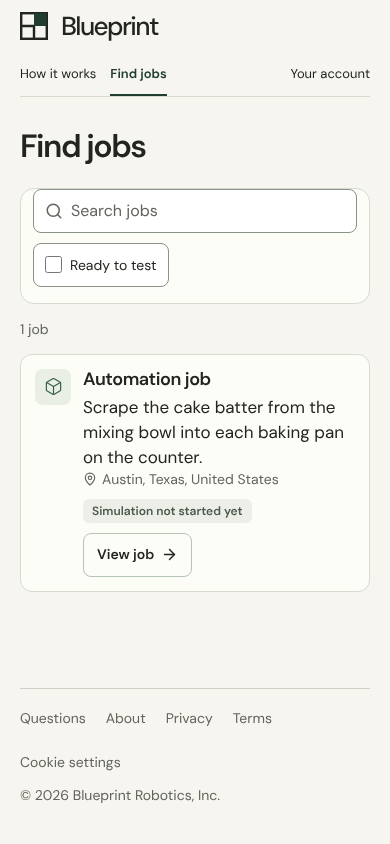 Blueprint
How it works
Find jobs
Your account
Find jobs
Search jobs
Ready to test
1 job
Automation job
Scrape the cake batter from the
mixing bowl into each baking pan
on the counter.
Austin, Texas, United States
Simulation not started yet
View job
Questions
About
Privacy
Terms
Cookie settings
© 2026 Blueprint Robotics, Inc.